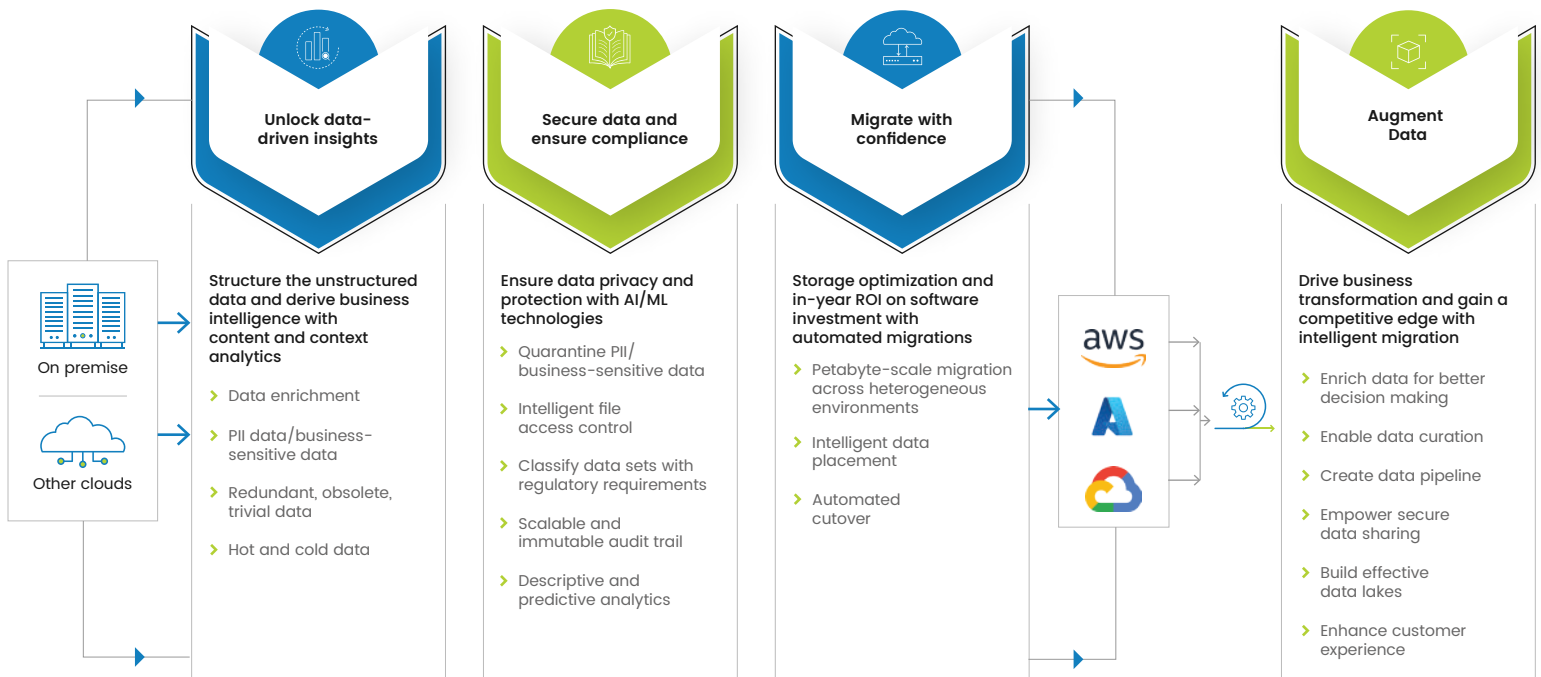 On premise
Other clouds
Unlock data-
driven insights
Structure the unstructured
data and derive business
intelligence with
content and context
analytics
Data enrichment
PII data/business-
sensitive data
Redundant, obsolete,
trivial data
Hot and cold data
Secure data and
ensure compliance
Ensure data privacy and
protection with AI/ML
technologies
Quarantine PII/
business-sensitive data
Intelligent file
access control
Classify data sets with
regulatory requirements
Scalable and
immutable audit trail
Descriptive and
predictive analytics
Migrate with
confidence
Storage optimization and
in-year ROI on software
investment with
automated migrations
Petabyte-scale migration
across heterogeneous
environments
Intelligent data
placement
Automated
cutover
aws
Augment
Data
Drive business
transformation and gain a
competitive edge with
intelligent migration
Enrich data for better
decision making
Enable data curation
Create data pipeline
Empower secure
data sharing
Build effective
data lakes
Enhance customer
experience